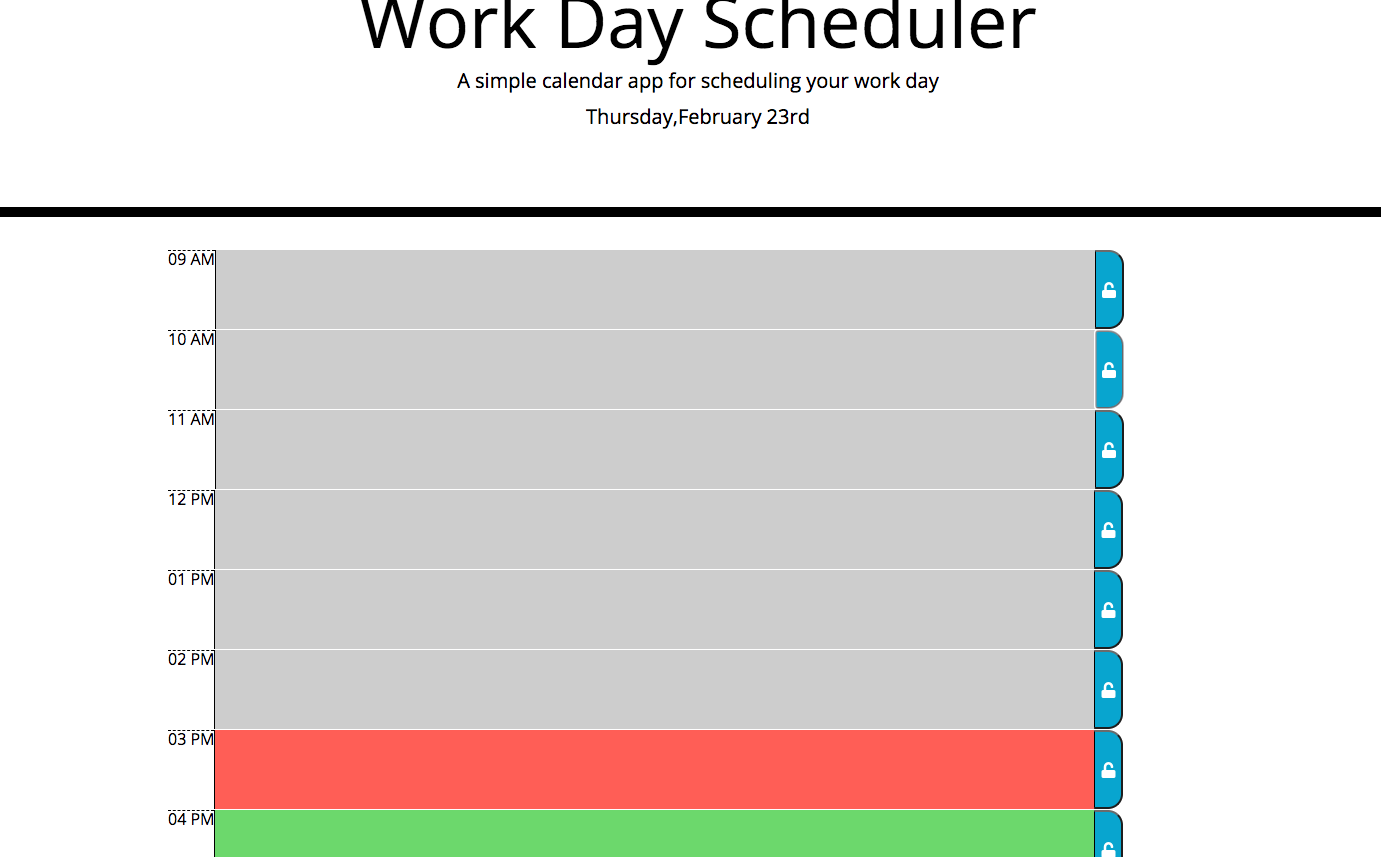 Work Day Scheduler
A simple calendar app for scheduling your work day
Thursday,February 23rd
09 AM
10 AM
11 AM
12 PM
01 PM
02 PM
03 PM
04 PM